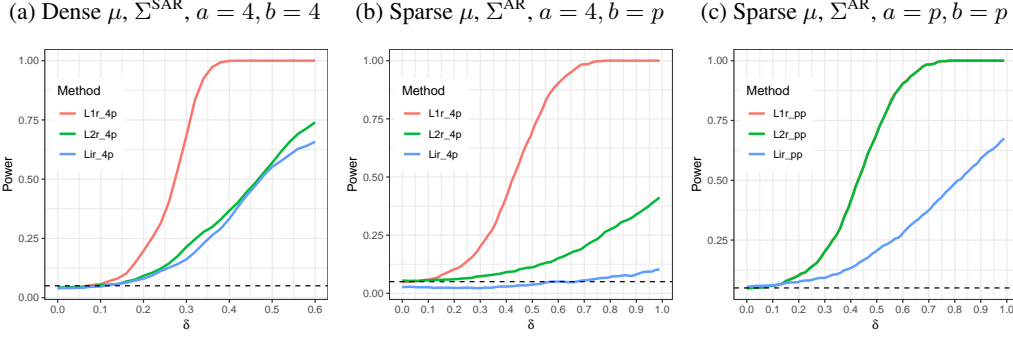 (a) Dense μ, Σ^SAR, a = 4, b = 4
1.00
0.75
0.50
0.25
0.00
Power
Method
L1r_4p
L2r_4p
Lir_4p
0.0 0.1 0.2 0.3 0.4 0.5 0.6
δ
(b) Sparse μ, Σ^AR, a = 4, b = p
1.00
0.75
0.50
0.25
0.00
Power
Method
L1r_4p
L2r_4p
Lir_4p
0.0 0.1 0.2 0.3 0.4 0.5 0.6 0.7 0.8 0.9 1.0
δ
(c) Sparse μ, Σ^AR, a = p, b = p
1.00
0.75
0.50
0.25
Power
Method
L1r_pp
L2r_pp
Lir_pp
0.0 0.1 0.2 0.3 0.4 0.5 0.6 0.7 0.8 0.9 1.0
δ